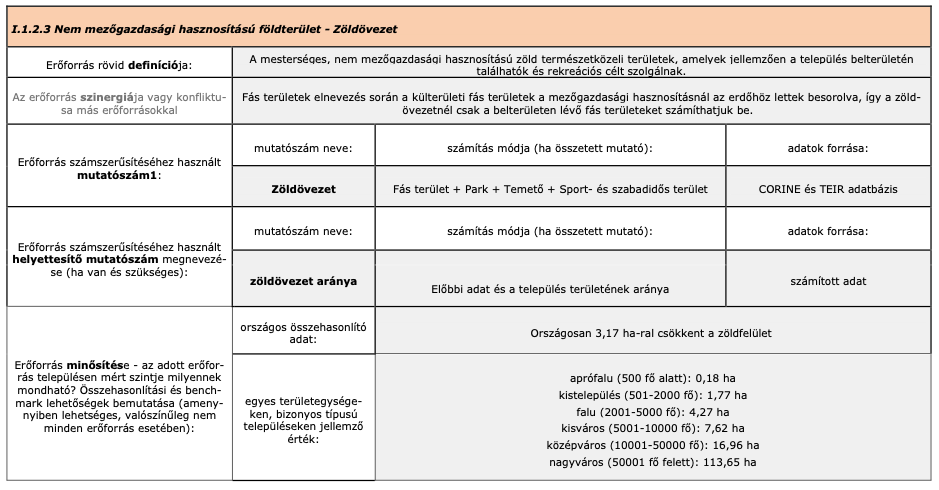 I.1.2.3 Nem mezőgazdasági hasznosítású földterület - Zöldövezet
Erőforrás rövid definíciója:
A mesterséges, nem mezőgazdasági hasznosítású zöld természetközeli területek, amelyek jellemzően a település belterületén
találhatók és rekreációs célt szolgálnak.
Az erőforrás szinergiája vagy konfliktu-
sa más erőforrásokkal
Fás területek elnevezés során a külterületi fás területek a mezőgazdasági hasznosításnál az erdőhöz lettek besorolva, így a zöld-
övezetnél csak a belterületen lévő fás területeket számíthatjuk be.
Erőforrás számszerűsítéséhez használt
mutatószám1:
mutatószám neve:
számítás módja (ha összetett mutató):
adatok forrása:
Zöldövezet
Fás terület + Park + Temető + Sport- és szabadidős terület
CORINE és TEIR adatbázis
Erőforrás számszerűsítéséhez használt
helyettesítő mutatószám megnevezé-
se (ha van és szükséges):
mutatószám neve:
számítás módja (ha összetett mutató):
adatok forrása:
zöldövezet aránya
Előbbi adat és a település területének aránya
számított adat
Erőforrás minősítése - az adott erőfor-
rás településen mért szintje milyennek
mondható? Összehasonlítási és bench-
mark lehetőségek bemutatása (ameny-
nyiben lehetséges, valószínűleg nem
minden erőforrás esetében):
országos összehasonlító
adat:
Országosan 3,17 ha-ral csökkent a zöldfelület
egyes területegysége-
ken, bizonyos típusú
településeken jellemző
érték:
aprófalu (500 fő alatt): 0,18 ha
kistelepülés (501-2000 fő): 1,77 ha
falu (2001-5000 fő): 4,27 ha
kisváros (5001-10000 fő): 7,62 ha
középváros (10001-50000 fő): 16,96 ha
nagyváros (50001 fő felett): 113,65 ha